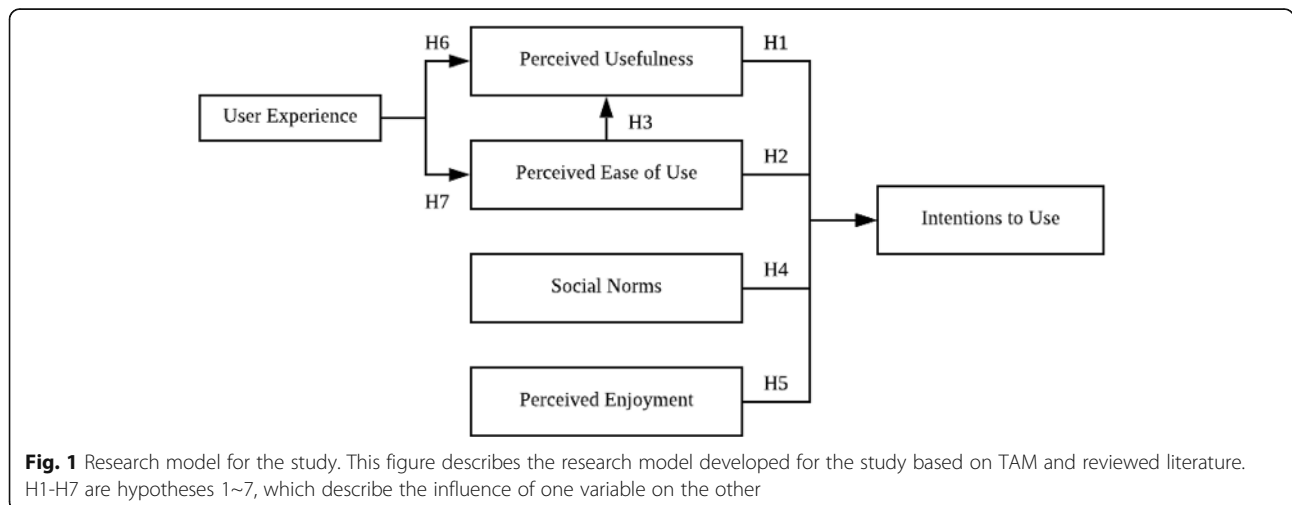 H6
Perceived Usefulness
H1
User Experience
H3
H7
Perceived Ease of Use
H2
Intentions to Use
Social Norms
H4
Perceived Enjoyment
H5
Fig. 1 Research model for the study. This figure describes the research model developed for the study based on TAM and reviewed literature.
H1-H7 are hypotheses 1~7, which describe the influence of one variable on the other